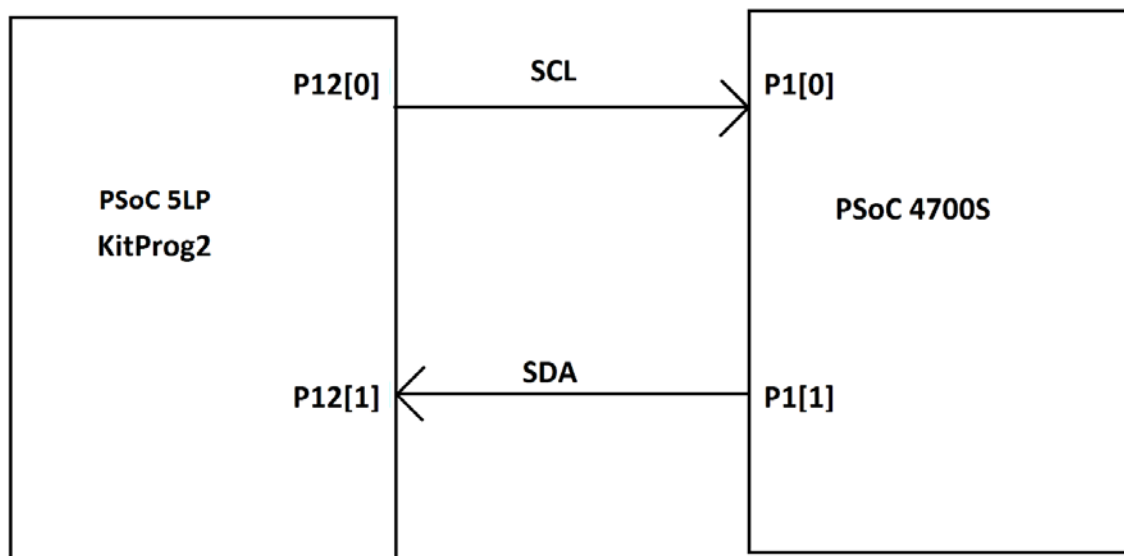 P12[0]
SCL
P1[0]
PSoC 5LP
KitProg2
PSoC 4700S
P12[1]
SDA
P1[1]